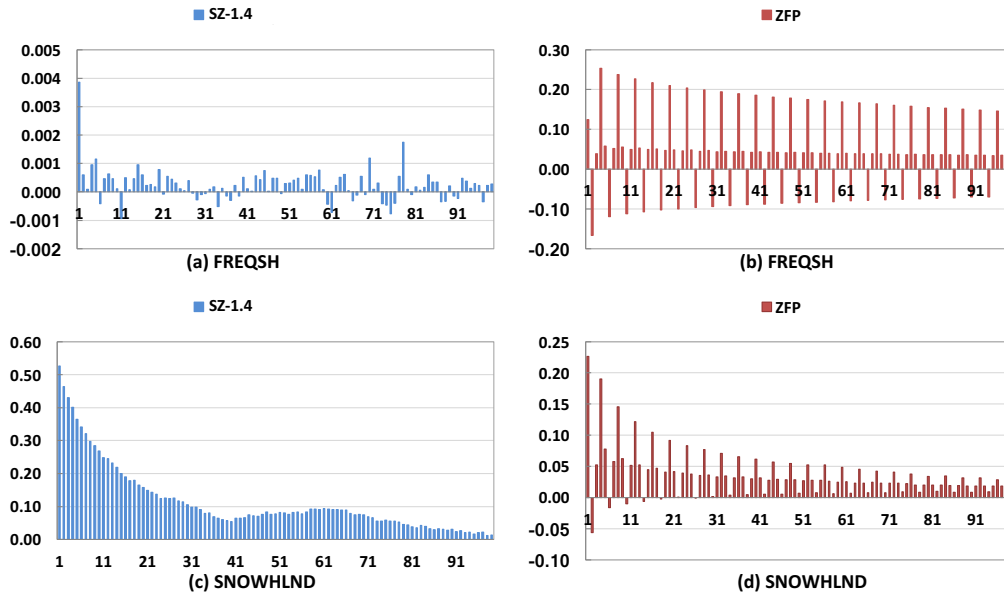 SZ-1.4
0.005
0.004
0.003
0.002
0.001
0.000
-0.001
-0.002
1 11 21 31 41 51 61 71 81 91
(a) FREQSH
ZFP
0.30
0.20
0.10
0.00
-0.10
-0.20
1 11 21 31 41 51 61 71 81 91
(b) FREQSH
SZ-1.4
0.60
0.50
0.40
0.30
0.20
0.10
0.00
1 11 21 31 41 51 61 71 81 91
(c) SNOWHLND
ZFP
0.25
0.20
0.15
0.10
0.05
0.00
-0.05
-0.10
1 11 21 31 41 51 61 71 81 91
(d) SNOWHLND